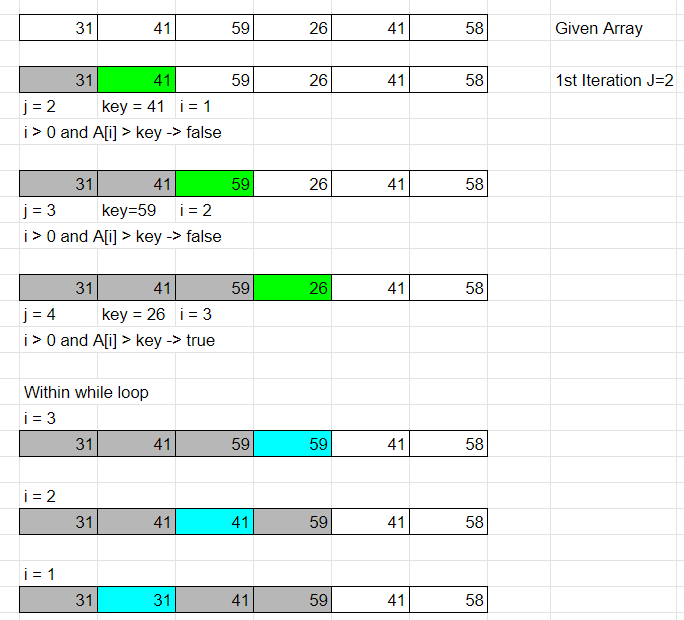 31 41 59 26 41 58 Given Array
31 41 59 26 41 58 1st Iteration J=2
j = 2 key = 41 i = 1
i > 0 and A[i] > key -> false
31 41 59 26 41 58
j = 3 key=59 i = 2
i > 0 and A[i] > key -> false
31 41 59 26 41 58
j = 4 key = 26 i = 3
i > 0 and A[i] > key -> true
Within while loop
i = 3
31 41 59 59 41 58
i = 2
31 41 41 59 41 58
i = 1
31 31 41 59 41 58